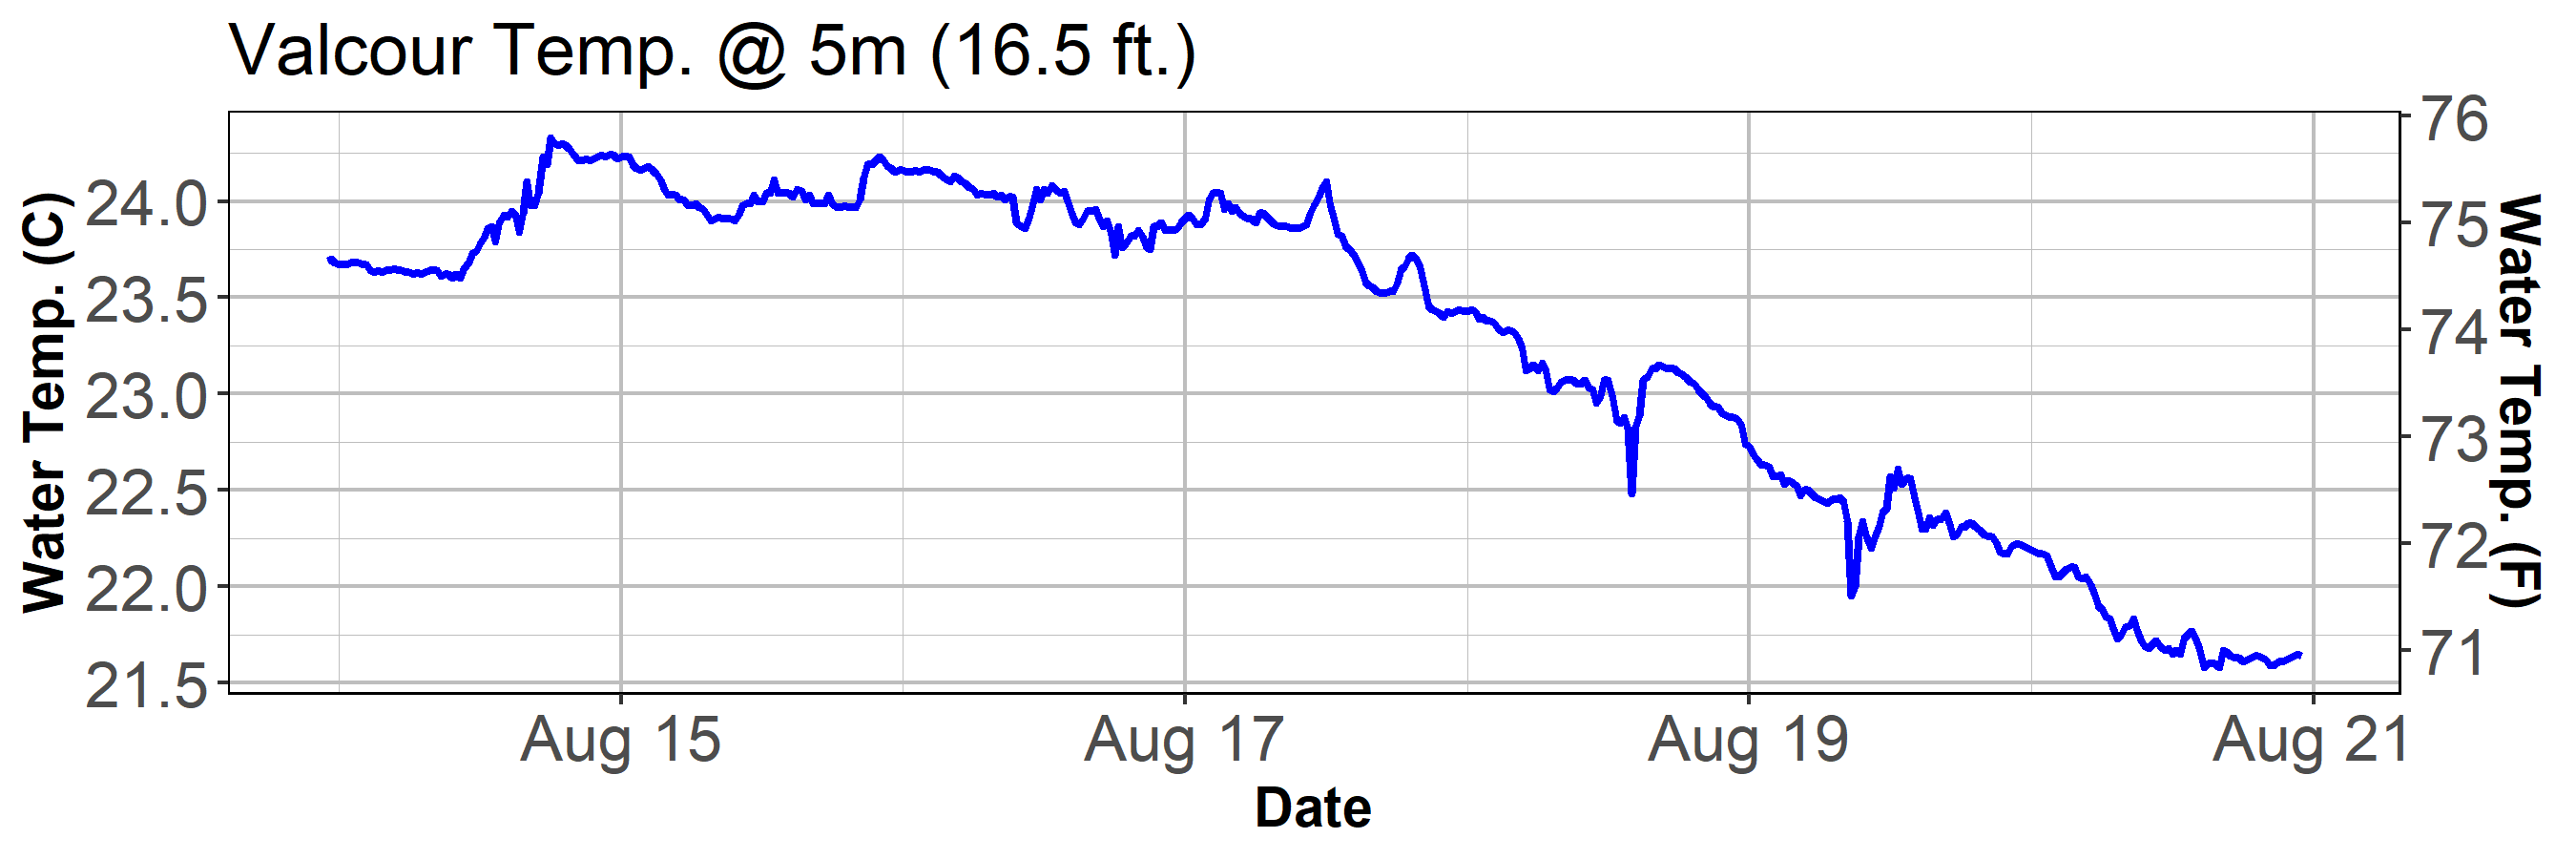 Valcour Temp. @ 5m (16.5 ft.)
Water Temp. (C)
24.0
23.5
23.0
22.5
22.0
21.5
76
75
74
73
72
71
Water Temp. (F)
Aug 15
Aug 17
Aug 19
Aug 21
Date